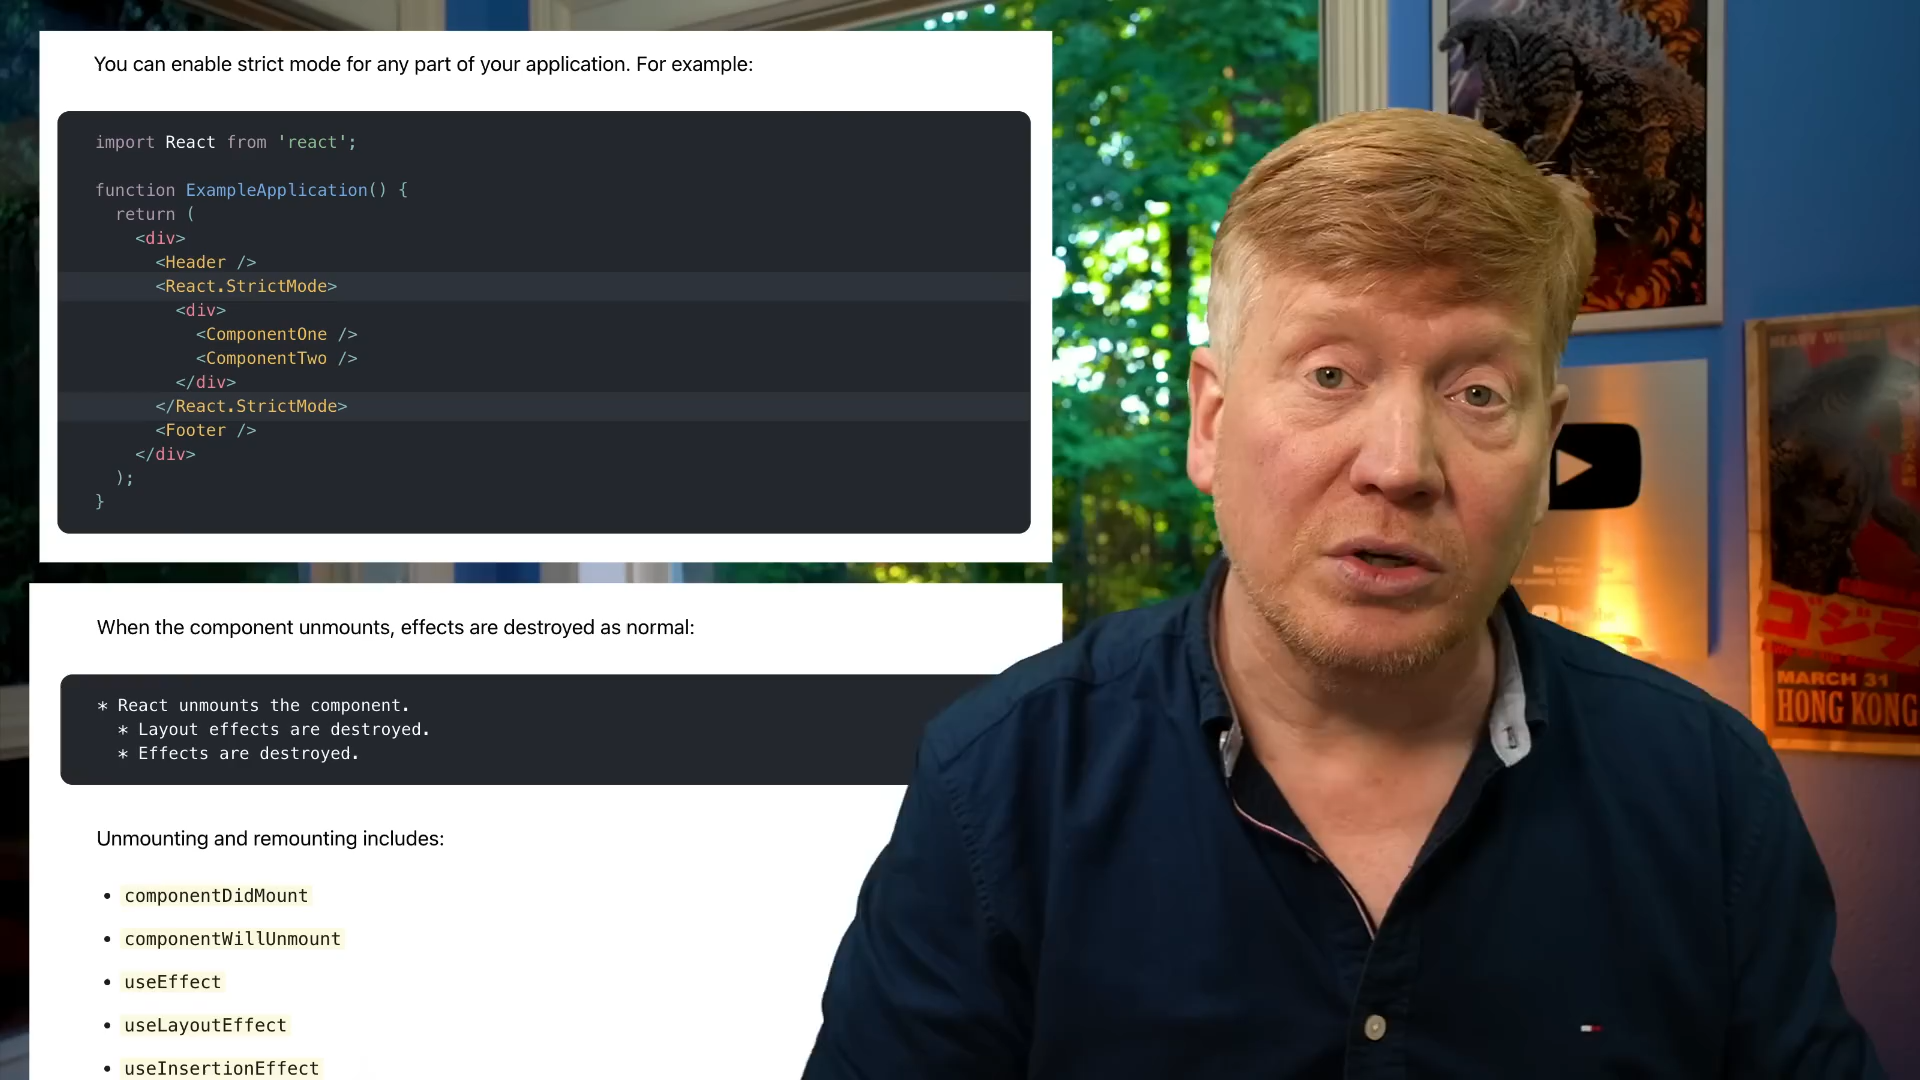 You can enable strict mode for any part of your application. For example:
import React from 'react';
function ExampleApplication() {
  return (
    <div>
      <Header />
      <React.StrictMode>
        <div>
          <ComponentOne />
          <ComponentTwo />
        </div>
      </React.StrictMode>
      <Footer />
    </div>
  );
}
When the component unmounts, effects are destroyed as normal:
* React unmounts the component.
  * Layout effects are destroyed.
  * Effects are destroyed.
Unmounting and remounting includes:
• componentDidMount
• componentWillUnmount
• useEffect
• useLayoutEffect
• useInsertionEffect
ゴジラ
MARCH 31
HONG KONG